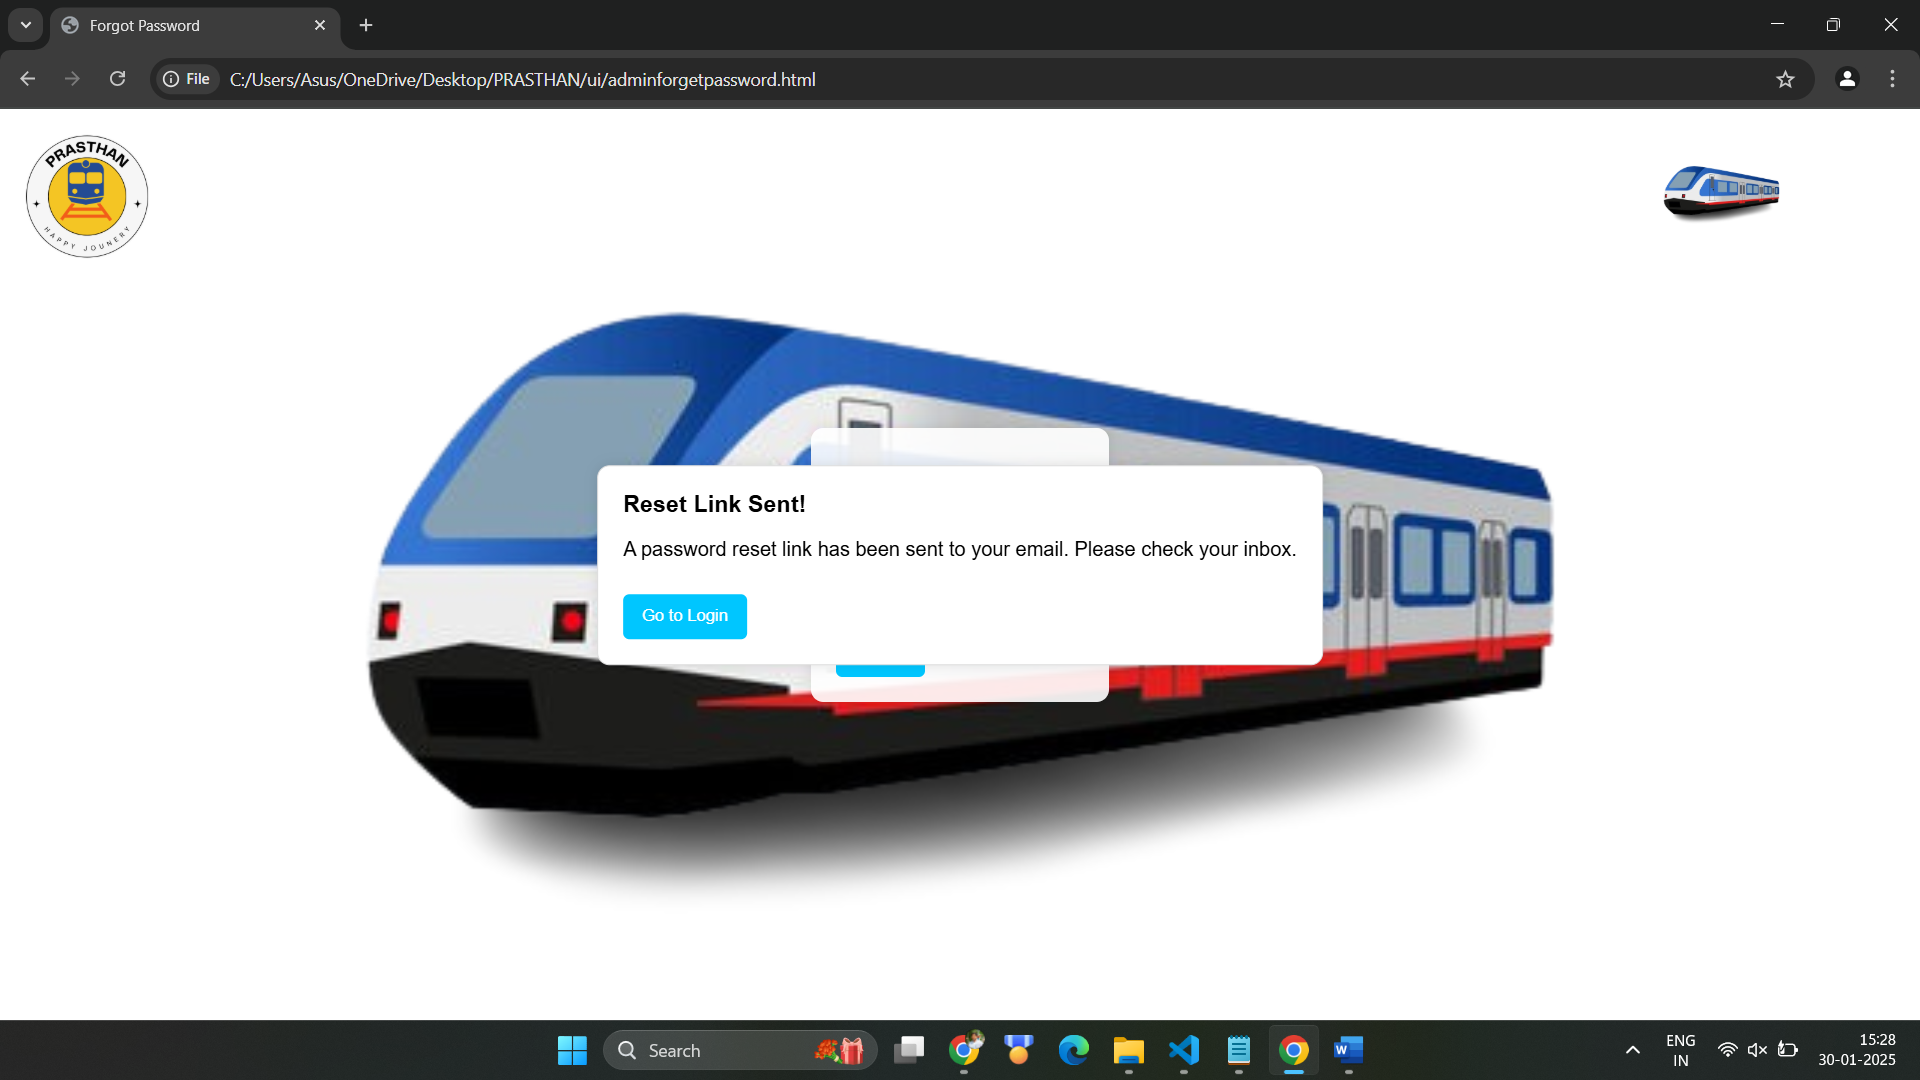 Forgot Password
File
C:/Users/Asus/OneDrive/Desktop/PRASTHAN/ui/adminforgetpassword.html
PRASTHAN
HAPPY JOUNERY
Reset Link Sent!
A password reset link has been sent to your email. Please check your inbox.
Go to Login
Search
W
ENG
IN
15:28
30-01-2025